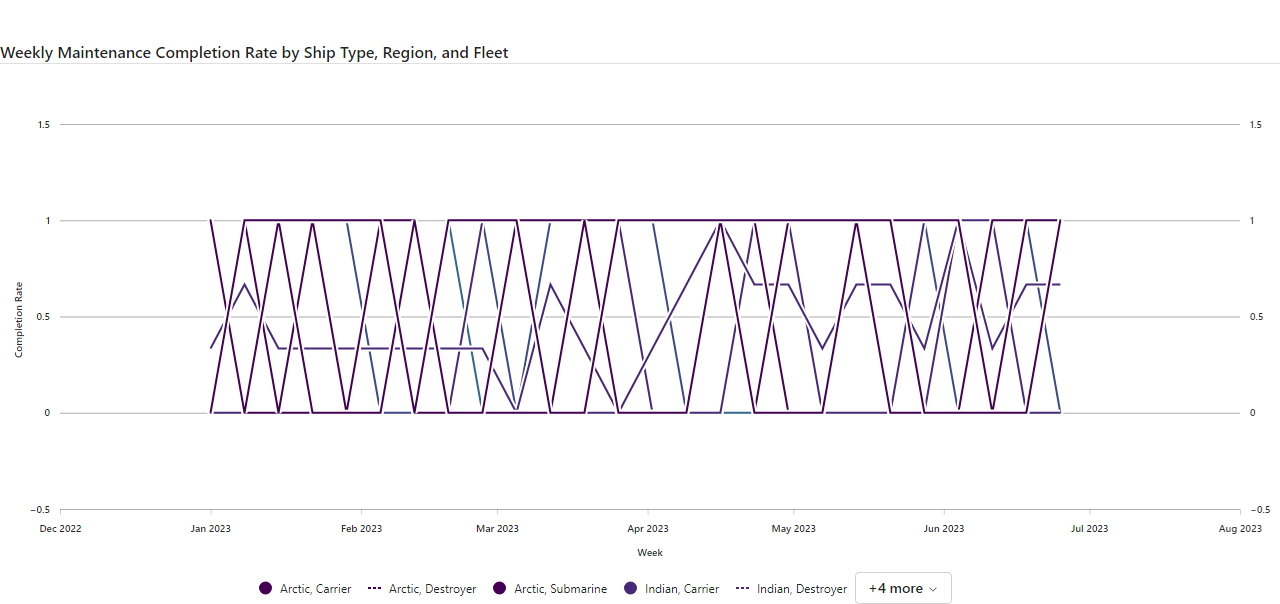 Weekly Maintenance Completion Rate by Ship Type, Region, and Fleet
1.5 1.5
1 1
0.5 0.5
0 0
−0.5 −0.5
Completion Rate
Dec 2022 Jan 2023 Feb 2023 Mar 2023 Apr 2023 May 2023 Jun 2023 Jul 2023 Aug 2023
Week
Arctic, Carrier Arctic, Destroyer Arctic, Submarine Indian, Carrier Indian, Destroyer +4 more